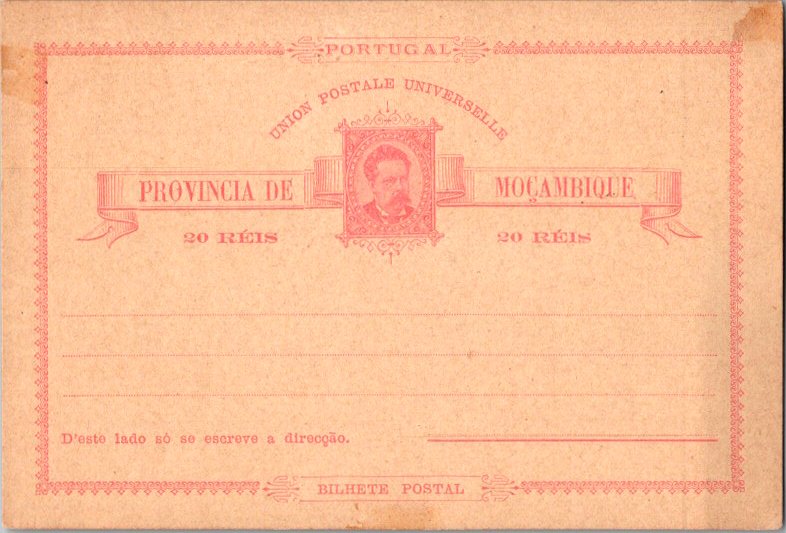 PORTUGAL
UNION POSTALE UNIVERSELLE
PROVINCIA DE MOÇAMBIQUE
20 RÉIS 20 RÉIS
D'este lado só se escreve a direcção.
BILHETE POSTAL